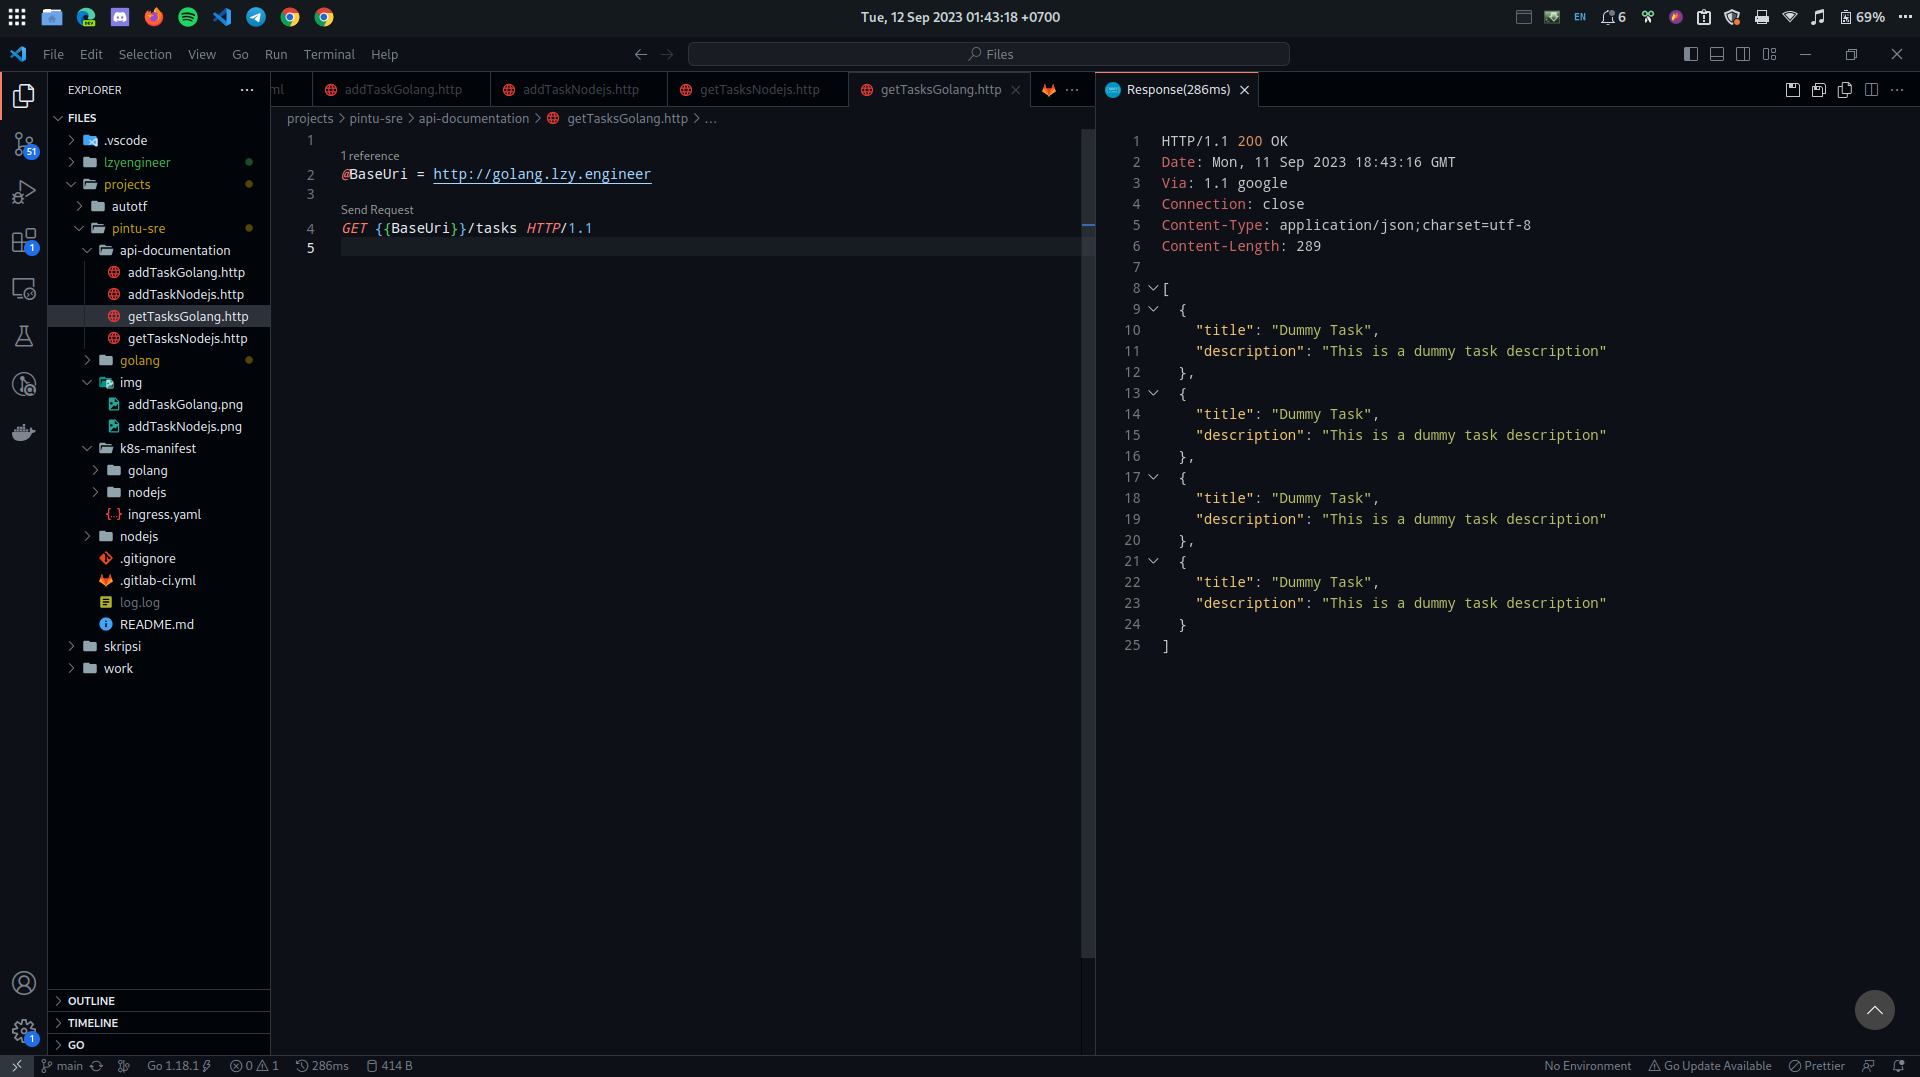 Tue, 12 Sep 2023 01:43:18 +0700
EN
6
69%
File Edit Selection View Go Run Terminal Help
Files
EXPLORER
FILES
.vscode
lzyengineer
projects
autotf
pintu-sre
api-documentation
addTaskGolang.http
addTaskNodejs.http
getTasksGolang.http
getTasksNodejs.http
golang
img
addTaskGolang.png
addTaskNodejs.png
k8s-manifest
golang
nodejs
ingress.yaml
nodejs
.gitignore
.gitlab-ci.yml
log.log
README.md
skripsi
work
OUTLINE
TIMELINE
GO
51
1
1
ml addTaskGolang.http addTaskNodejs.http getTasksNodejs.http getTasksGolang.http
projects > pintu-sre > api-documentation > getTasksGolang.http > ...
1
1 reference
2 @BaseUri = http://golang.lzy.engineer
3
Send Request
4 GET {{BaseUri}}/tasks HTTP/1.1
5
Response(286ms)
1 HTTP/1.1 200 OK
2 Date: Mon, 11 Sep 2023 18:43:16 GMT
3 Via: 1.1 google
4 Connection: close
5 Content-Type: application/json;charset=utf-8
6 Content-Length: 289
7
8 [
9 {
10 "title": "Dummy Task",
11 "description": "This is a dummy task description"
12 },
13 {
14 "title": "Dummy Task",
15 "description": "This is a dummy task description"
16 },
17 {
18 "title": "Dummy Task",
19 "description": "This is a dummy task description"
20 },
21 {
22 "title": "Dummy Task",
23 "description": "This is a dummy task description"
24 }
25 ]
main Go 1.18.1 0 1 286ms 414 B
No Environment Go Update Available Prettier